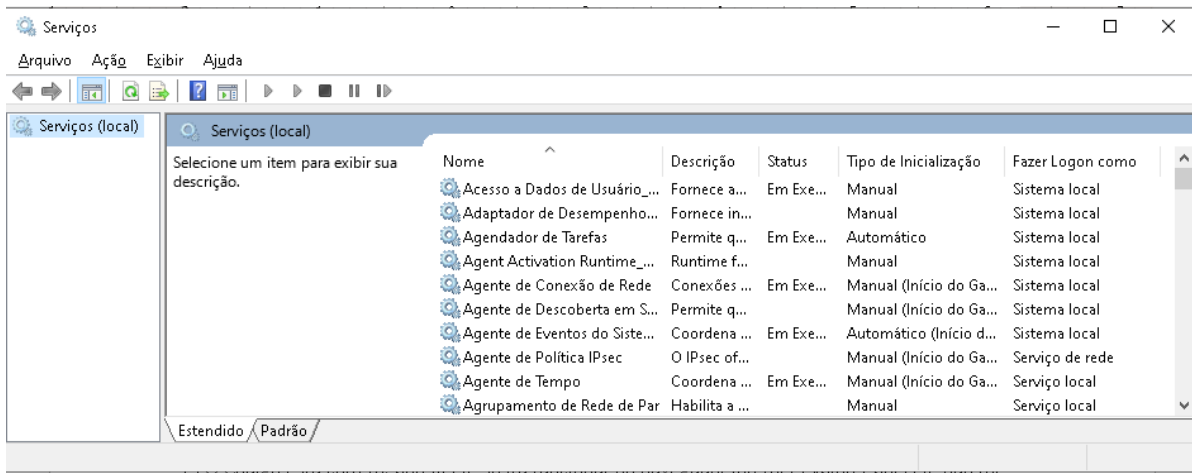 Serviços
Arquivo Ação Exibir Ajuda
Serviços (local)
Serviços (local)
Selecione um item para exibir sua
descrição.
Nome Descrição Status Tipo de Inicialização Fazer Logon como
Acesso a Dados de Usuário_... Fornece a... Em Exe... Manual Sistema local
Adaptador de Desempenho... Fornece in... Manual Sistema local
Agendador de Tarefas Permite q... Em Exe... Automático Sistema local
Agent Activation Runtime_... Runtime f... Manual Sistema local
Agente de Conexão de Rede Conexões ... Em Exe... Manual (Início do Ga... Sistema local
Agente de Descoberta em S... Permite q... Manual (Início do Ga... Sistema local
Agente de Eventos do Siste... Coordena ... Em Exe... Automático (Início d... Sistema local
Agente de Política IPsec O IPsec of... Manual (Início do Ga... Serviço de rede
Agente de Tempo Coordena ... Em Exe... Manual (Início do Ga... Serviço local
Agrupamento de Rede de Par Habilita a ... Manual Serviço local
Estendido Padrão